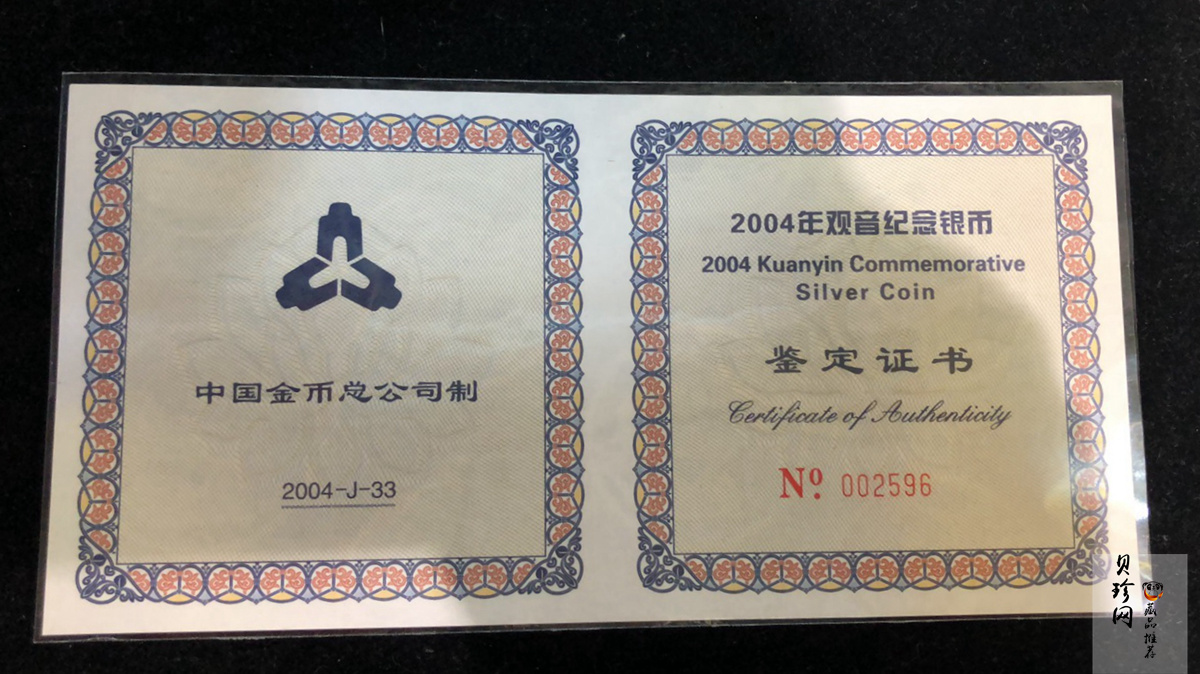 中国金币总公司制
2004-J-33
2004年观音纪念银币
2004 Kuanyin Commemorative
Silver Coin
鉴定证书
Certificate of Authenticity
Nº 002596
贝珍网
藏品推荐